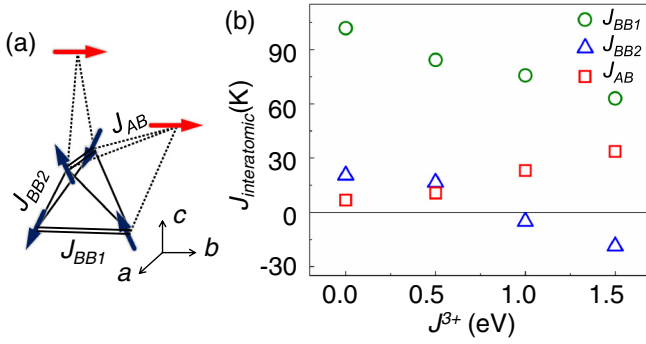 (a)
J_AB
J_BB2
J_BB1
c
b
a
(b)
J_interatomic(K)
90
60
30
0
-30
J_BB1
J_BB2
J_AB
0.0 0.5 1.0 1.5
J^3+ (eV)